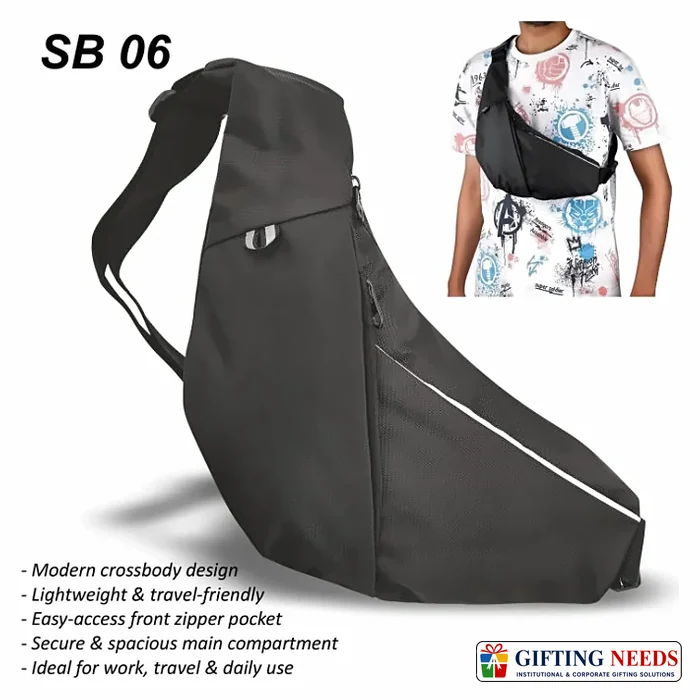 SB 06
- Modern crossbody design
- Lightweight & travel-friendly
- Easy-access front zipper pocket
- Secure & spacious main compartment
- Ideal for work, travel & daily use
GIFTING NEEDS
INSTITUTIONAL & CORPORATE GIFTING SOLUTIONS